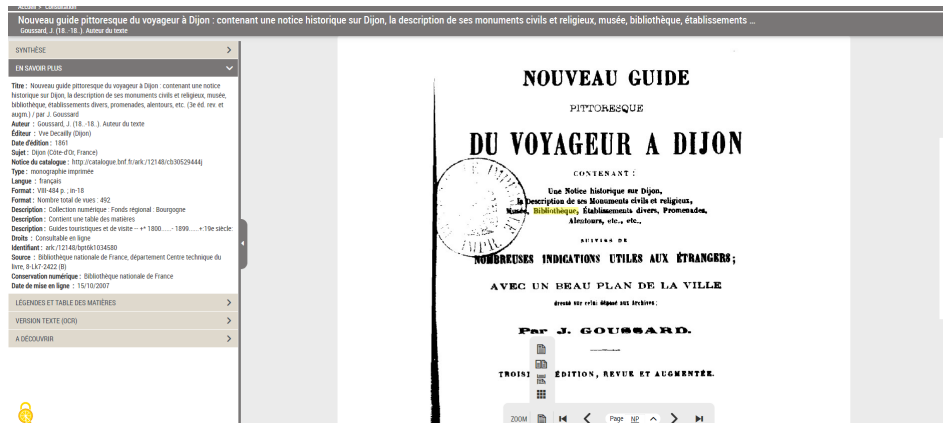 Accueil > Consultation
Nouveau guide pittoresque du voyageur à Dijon : contenant une notice historique sur Dijon, la description de ses monuments civils et religieux, musée, bibliothèque, établissements ...
Goussard, J. (18..-18..). Auteur du texte
SYNTHÈSE
EN SAVOIR PLUS
Titre : Nouveau guide pittoresque du voyageur à Dijon : contenant une notice
historique sur Dijon, la description de ses monuments civils et religieux, musée,
bibliothèque, établissements divers, promenades, alentours, etc. (3e éd. rev. et
augm.) / par J. Goussard
Auteur : Goussard, J. (18..-18..). Auteur du texte
Éditeur : Vve Decailly (Dijon)
Date d'édition : 1861
Sujet : Dijon (Côte-d'Or, France)
Notice du catalogue : http://catalogue.bnf.fr/ark:/12148/cb30529444j
Type : monographie imprimée
Langue : français
Format : VIII-484 p. ; in-18
Format : Nombre total de vues : 492
Description : Collection numérique : Fonds régional : Bourgogne
Description : Contient une table des matières
Description : Guides touristiques et de visite -- +* 1800......- 1899......+:19e siècle:
Droits : Consultable en ligne
Identifiant : ark:/12148/bpt6k1034580
Source : Bibliothèque nationale de France, département Centre technique du
livre, 8-Lk7-2422 (B)
Conservation numérique : Bibliothèque nationale de France
Date de mise en ligne : 15/10/2007
LÉGENDES ET TABLE DES MATIÈRES
VERSION TEXTE (OCR)
A DÉCOUVRIR
NOUVEAU GUIDE
PITTORESQUE
DU VOYAGEUR A DIJON
CONTENANT :
Une Notice historique sur Dijon,
la Description de ses Monuments civils et religieux,
Musée, Bibliothèque, Établissements divers, Promenades,
Alentours, etc., etc.,
SUIVIES DE
NOMBREUSES INDICATIONS UTILES AUX ÉTRANGERS ;
AVEC UN BEAU PLAN DE LA VILLE
dressé sur celui déposé aux Archives ;
Par J. GOUSSARD.
ÉDITION, REVUE ET AUGMENTÉE.
ZOOM
Page NP